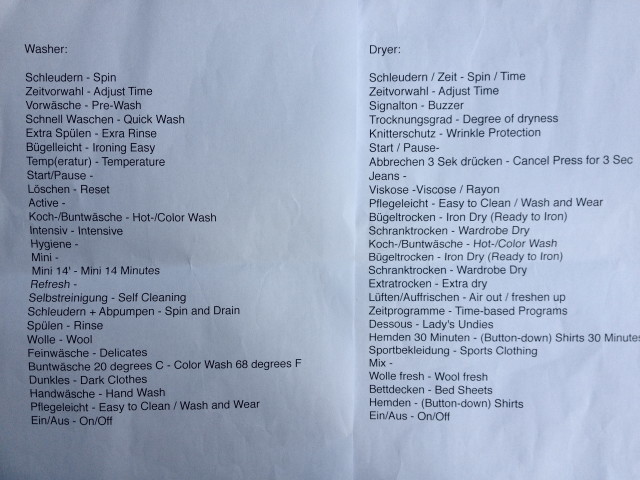 Washer:
Schleudern - Spin
Zeitvorwahl - Adjust Time
Vorwäsche - Pre-Wash
Schnell Waschen - Quick Wash
Extra Spülen - Exra Rinse
Bügelleicht - Ironing Easy
Temp(eratur) - Temperature
Start/Pause -
Löschen - Reset
Active -
Koch-/Buntwäsche - Hot-/Color Wash
Intensiv - Intensive
Hygiene -
Mini -
Mini 14' - Mini 14 Minutes
Refresh -
Selbstreinigung - Self Cleaning
Schleudern + Abpumpen - Spin and Drain
Spülen - Rinse
Wolle - Wool
Feinwäsche - Delicates
Buntwäsche 20 degrees C - Color Wash 68 degrees F
Dunkles - Dark Clothes
Handwäsche - Hand Wash
Pflegeleicht - Easy to Clean / Wash and Wear
Ein/Aus - On/Off
Dryer:
Schleudern / Zeit - Spin / Time
Zeitvorwahl - Adjust Time
Signalton - Buzzer
Trocknungsgrad - Degree of dryness
Knitterschutz - Wrinkle Protection
Start / Pause-
Abbrechen 3 Sek drücken - Cancel Press for 3 Sec
Jeans -
Viskose -Viscose / Rayon
Pflegeleicht - Easy to Clean / Wash and Wear
Bügeltrocken - Iron Dry (Ready to Iron)
Schranktrocken - Wardrobe Dry
Koch-/Buntwäsche - Hot-/Color Wash
Bügeltrocken - Iron Dry (Ready to Iron)
Schranktrocken - Wardrobe Dry
Extratrocken - Extra dry
Lüften/Auffrischen - Air out / freshen up
Zeitprogramme - Time-based Programs
Dessous - Lady's Undies
Hemden 30 Minuten - (Button-down) Shirts 30 Minutes
Sportbekleidung - Sports Clothing
Mix -
Wolle fresh - Wool fresh
Bettdecken - Bed Sheets
Hemden - (Button-down) Shirts
Ein/Aus - On/Off